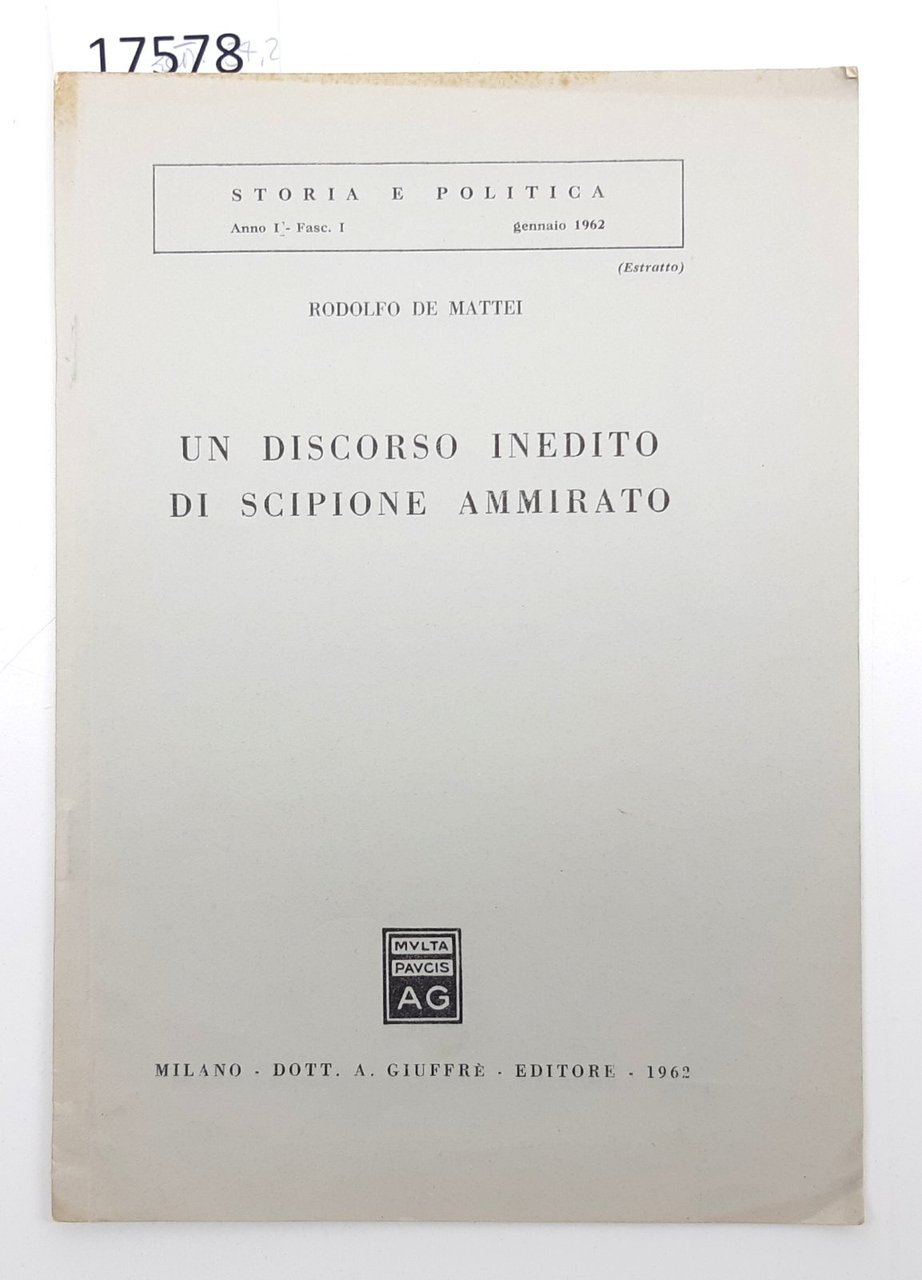 17578
STORIA E POLITICA
Anno I - Fasc. I gennaio 1962
(Estratto)
RODOLFO DE MATTEI
UN DISCORSO INEDITO
DI SCIPIONE AMMIRATO
MVLTA
PAVCIS
AG
MILANO - DOTT. A. GIUFFRÈ - EDITORE - 1962